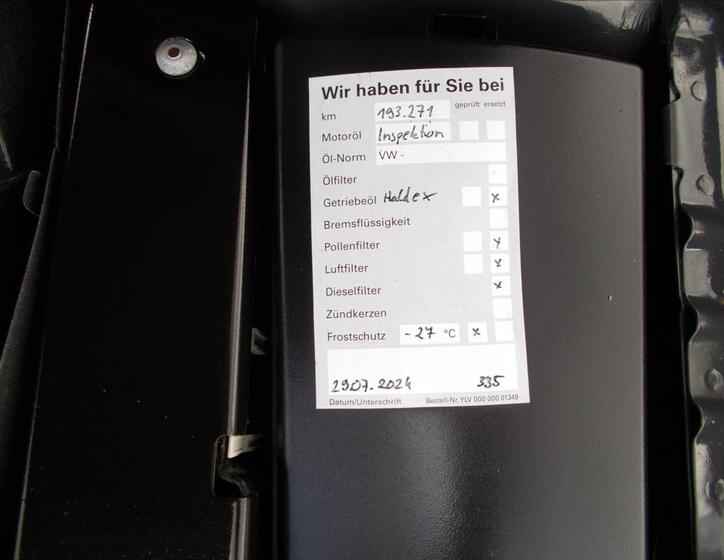 Wir haben für Sie bei
km 193.271 geprüft ersetzt
Motoröl Inspektion
Öl-Norm VW -
Ölfilter
Getriebeöl Haldex x
Bremsflüssigkeit
Pollenfilter x
Luftfilter x
Dieselfilter x
Zündkerzen
Frostschutz -27 °C x
29.07.2024 335
Datum/Unterschrift Bestell-Nr. YLV 000 000 01349